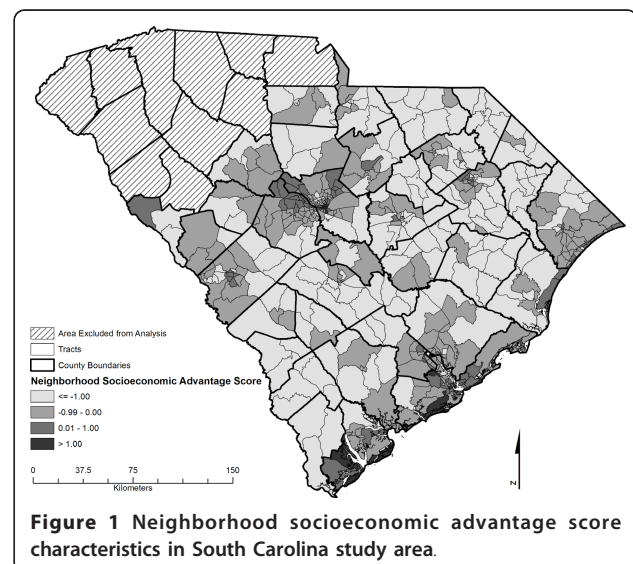 Area Excluded from Analysis
Tracts
County Boundaries
Neighborhood Socioeconomic Advantage Score
<= -1.00
-0.99 - 0.00
0.01 - 1.00
> 1.00
0 37.5 75 150
Kilometers
N
Figure 1 Neighborhood socioeconomic advantage score
characteristics in South Carolina study area.